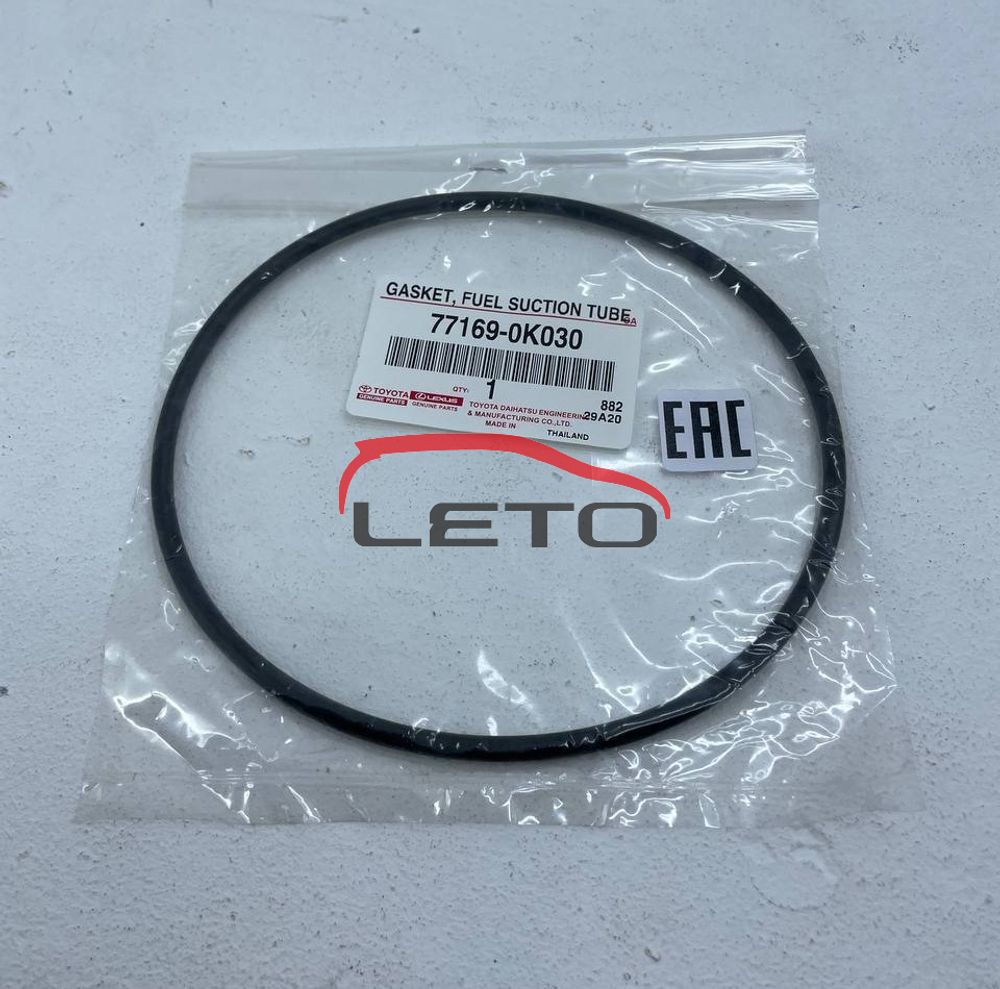 GASKET, FUEL SUCTION TUBE
CA
77169-0K030
QTY: 1
TOYOTA
GENUINE PARTS
LEXUS
GENUINE PARTS
TOYOTA DAIHATSU ENGINEERING
& MANUFACTURING CO.,LTD.
MADE IN
THAILAND
882
29A20
EAC
LETO